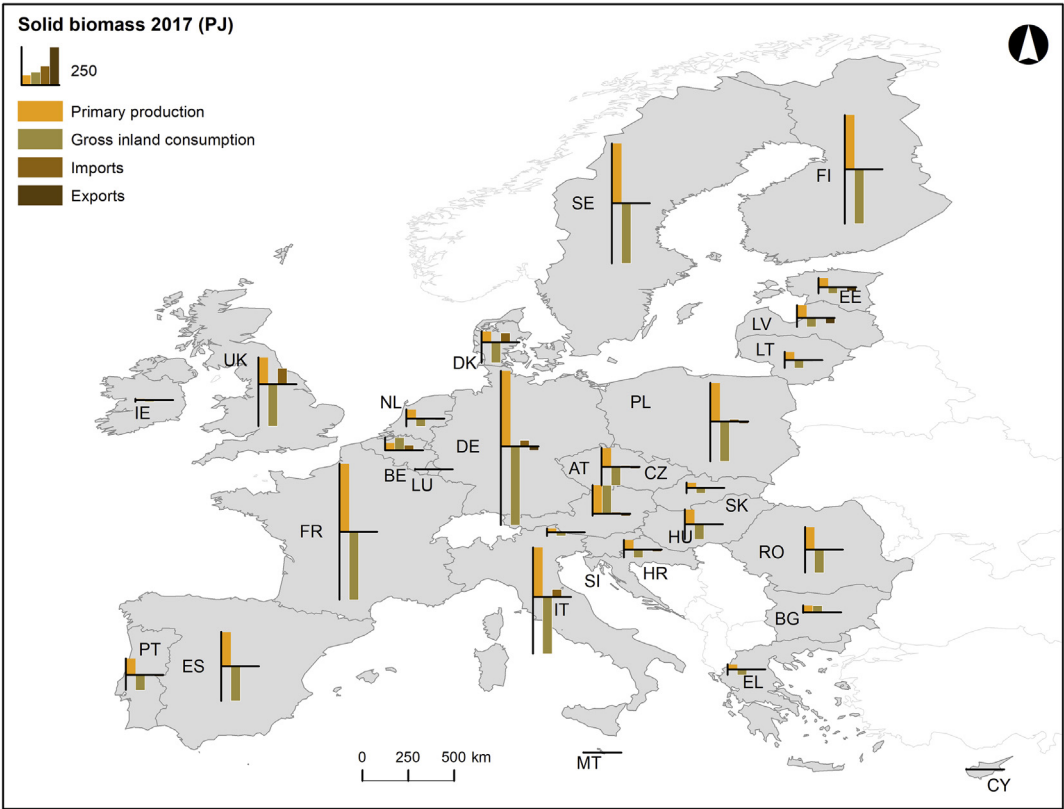 Solid biomass 2017 (PJ)
250
Primary production
Gross inland consumption
Imports
Exports
FI
SE
EE
LV
LT
DK
UK
IE
NL
PL
DE
BE
LU
AT
CZ
SK
FR
HU
RO
SI
HR
IT
BG
PT
ES
EL
0 250 500 km
MT
CY